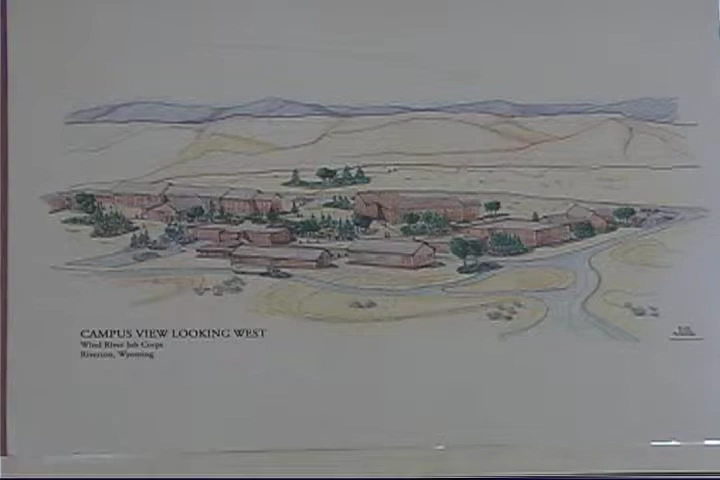 CAMPUS VIEW LOOKING WEST
Wind River Job Corps
Riverton, Wyoming